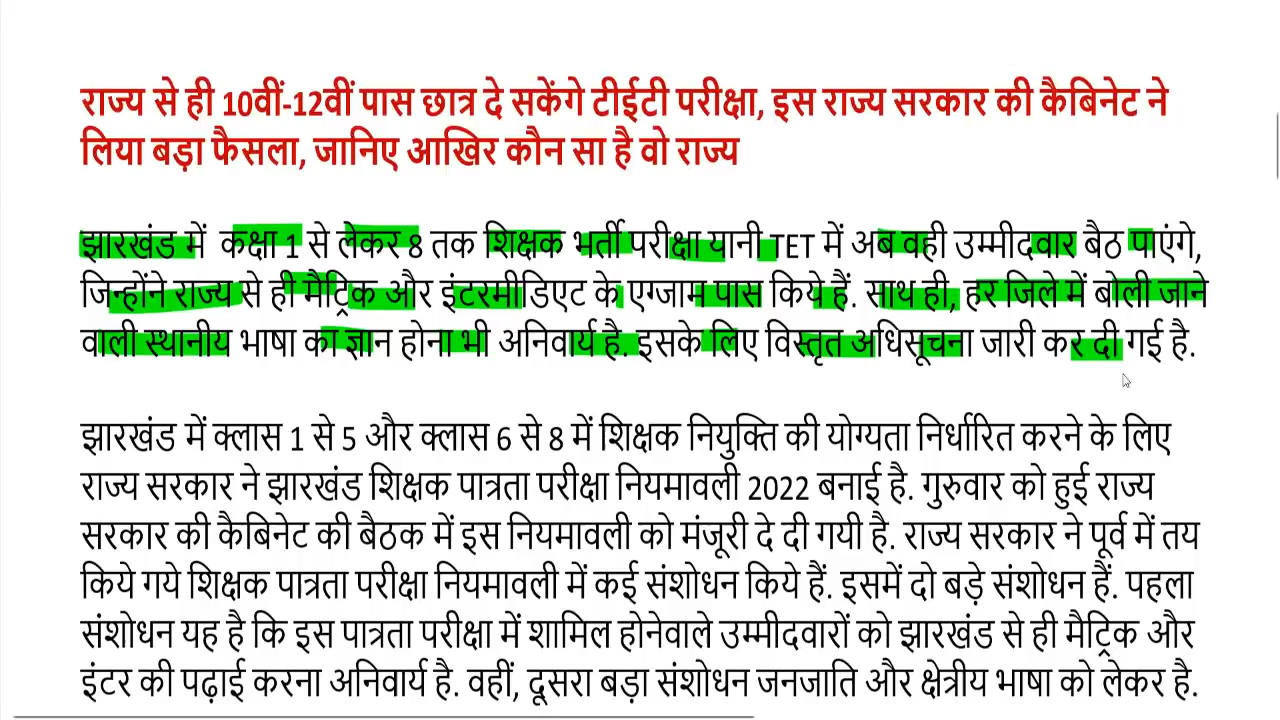 राज्य से ही 10वीं-12वीं पास छात्र दे सकेंगे टीईटी परीक्षा, इस राज्य सरकार की कैबिनेट ने
लिया बड़ा फैसला, जानिए आखिर कौन सा है वो राज्य
झारखंड में कक्षा 1 से लेकर 8 तक शिक्षक भर्ती परीक्षा यानी TET में अब वही उम्मीदवार बैठ पाएंगे,
जिन्होंने राज्य से ही मैट्रिक और इंटरमीडिएट के एग्जाम पास किये हैं. साथ ही, हर जिले में बोली जाने
वाली स्थानीय भाषा का ज्ञान होना भी अनिवार्य है. इसके लिए विस्तृत अधिसूचना जारी कर दी गई है.
झारखंड में क्लास 1 से 5 और क्लास 6 से 8 में शिक्षक नियुक्ति की योग्यता निर्धारित करने के लिए
राज्य सरकार ने झारखंड शिक्षक पात्रता परीक्षा नियमावली 2022 बनाई है. गुरुवार को हुई राज्य
सरकार की कैबिनेट की बैठक में इस नियमावली को मंजूरी दे दी गयी है. राज्य सरकार ने पूर्व में तय
किये गये शिक्षक पात्रता परीक्षा नियमावली में कई संशोधन किये हैं. इसमें दो बड़े संशोधन हैं. पहला
संशोधन यह है कि इस पात्रता परीक्षा में शामिल होनेवाले उम्मीदवारों को झारखंड से ही मैट्रिक और
इंटर की पढ़ाई करना अनिवार्य है. वहीं, दूसरा बड़ा संशोधन जनजाति और क्षेत्रीय भाषा को लेकर है.